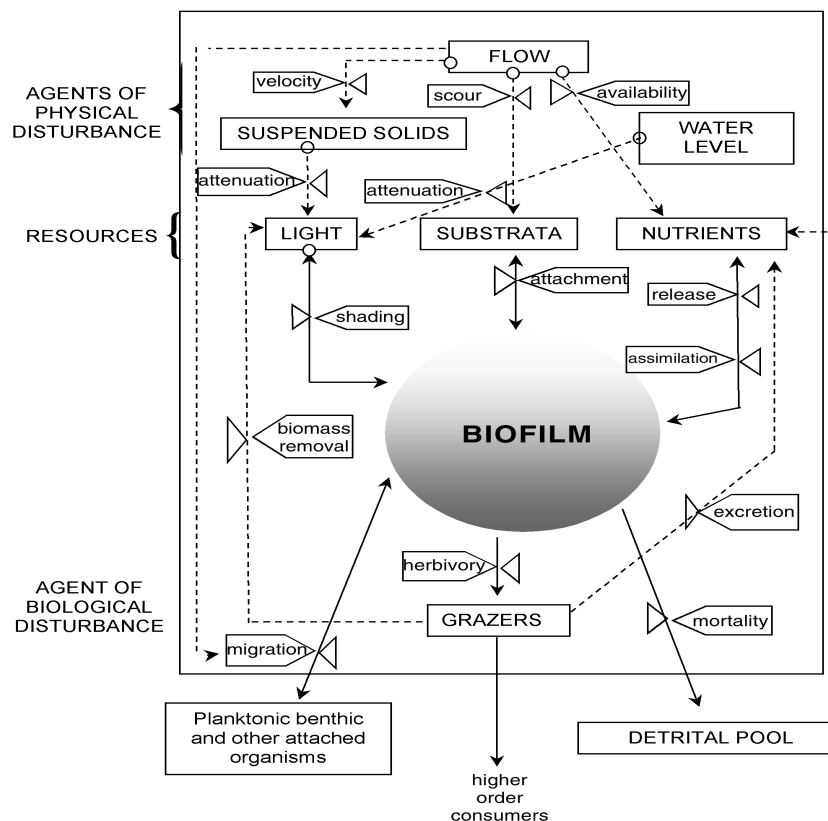 FLOW
velocity
scour
availability
AGENTS OF
PHYSICAL
DISTURBANCE
SUSPENDED SOLIDS
WATER
LEVEL
attenuation
attenuation
RESOURCES
LIGHT
SUBSTRATA
NUTRIENTS
attachment
release
shading
assimilation
BIOFILM
biomass
removal
excretion
herbivory
AGENT OF
BIOLOGICAL
DISTURBANCE
GRAZERS
mortality
migration
Planktonic benthic
and other attached
organisms
DETRITAL POOL
higher
order
consumers